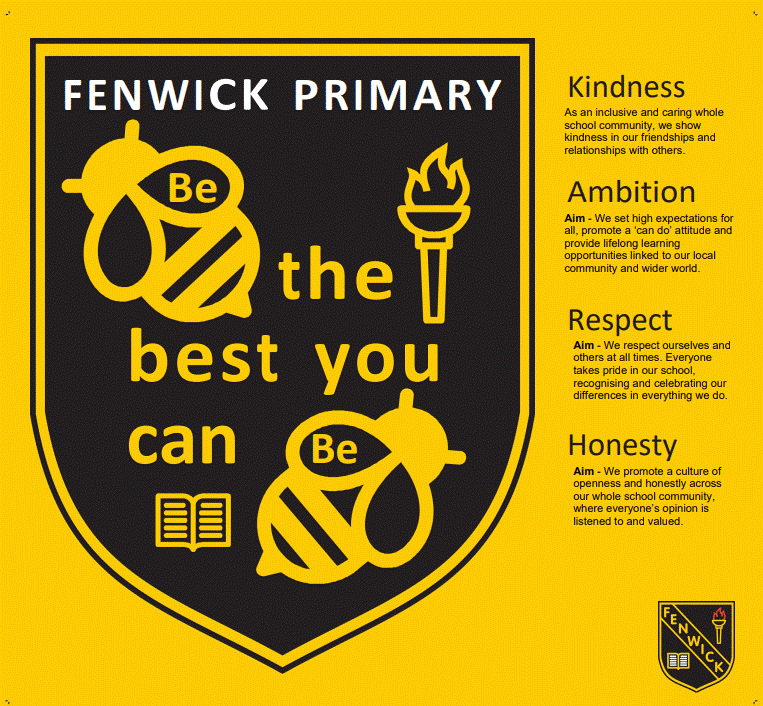 FENWICK PRIMARY
Be
the
best you
can
Be
Kindness
As an inclusive and caring whole
school community, we show
kindness in our friendships and
relationships with others.
Ambition
Aim - We set high expectations for
all, promote a ‘can do’ attitude and
provide lifelong learning
opportunities linked to our local
community and wider world.
Respect
Aim - We respect ourselves and
others at all times. Everyone
takes pride in our school,
recognising and celebrating our
differences in everything we do.
Honesty
Aim - We promote a culture of
openness and honestly across
our whole school community,
where everyone’s opinion is
listened to and valued.
FENWICK